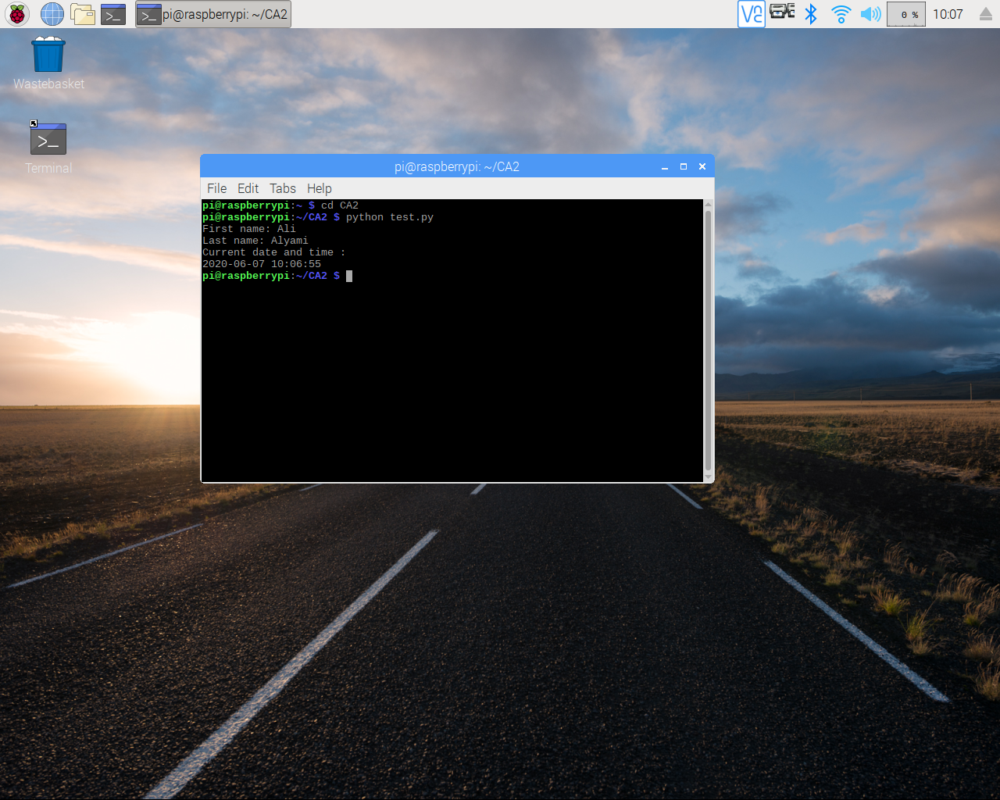 pi@raspberrypi: ~/CA2
0 %
10:07
Wastebasket
Terminal
pi@raspberrypi: ~/CA2
File Edit Tabs Help
pi@raspberrypi:~ $ cd CA2
pi@raspberrypi:~/CA2 $ python test.py
First name: Ali
Last name: Alyami
Current date and time :
2020-06-07 10:06:55
pi@raspberrypi:~/CA2 $